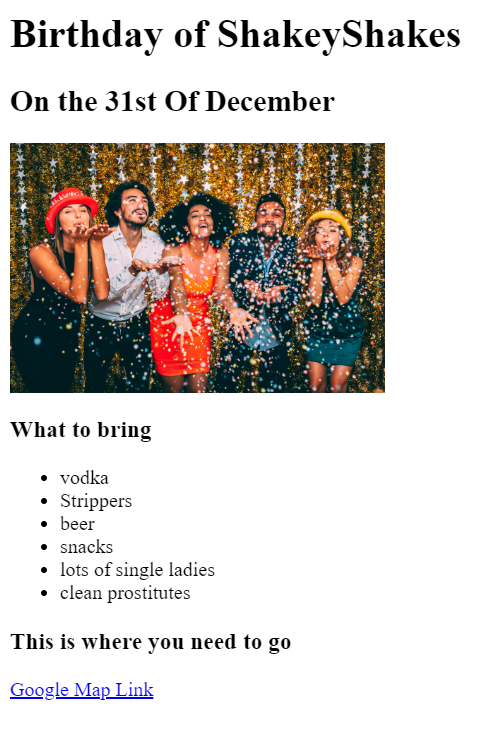 Birthday of ShakeyShakes
On the 31st Of December
What to bring
vodka
Strippers
beer
snacks
lots of single ladies
clean prostitutes
This is where you need to go
Google Map Link